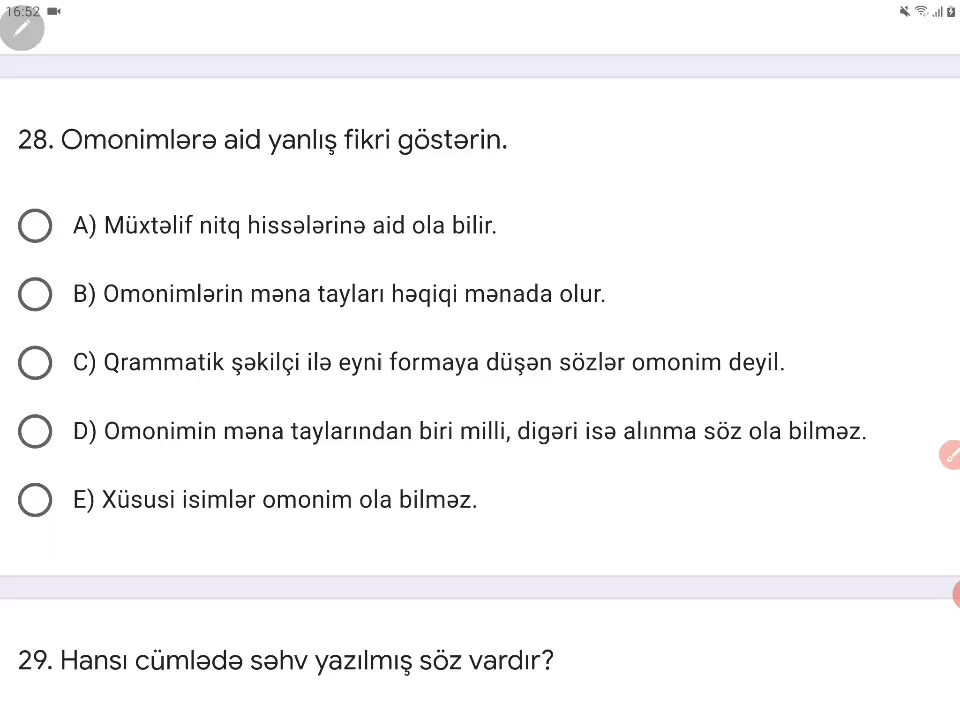 16:52
28. Omonimlərə aid yanlış fikri göstərin.
A) Müxtəlif nitq hissələrinə aid ola bilir.
B) Omonimlərin məna tayları həqiqi mənada olur.
C) Qrammatik şəkilçi ilə eyni formaya düşən sözlər omonim deyil.
D) Omonimin məna taylarından biri milli, digəri isə alınma söz ola bilməz.
E) Xüsusi isimlər omonim ola bilməz.
29. Hansı cümlədə səhv yazılmış söz vardır?